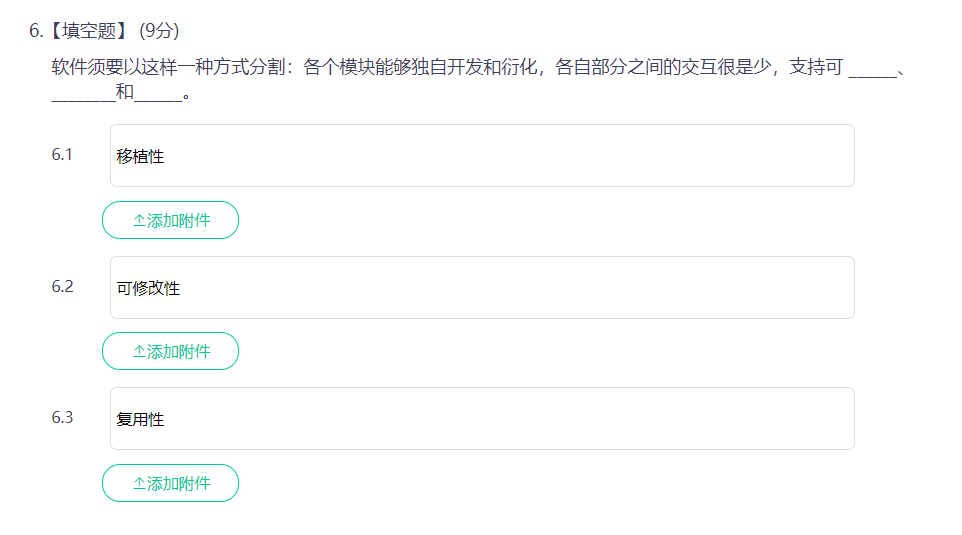 6.【填空题】 (9分)
软件须要以这样一种方式分割：各个模块能够独自开发和衍化，各自部分之间的交互很是少，支持可 ______、
________和______。
6.1
移植性
添加附件
6.2
可修改性
添加附件
6.3
复用性
添加附件